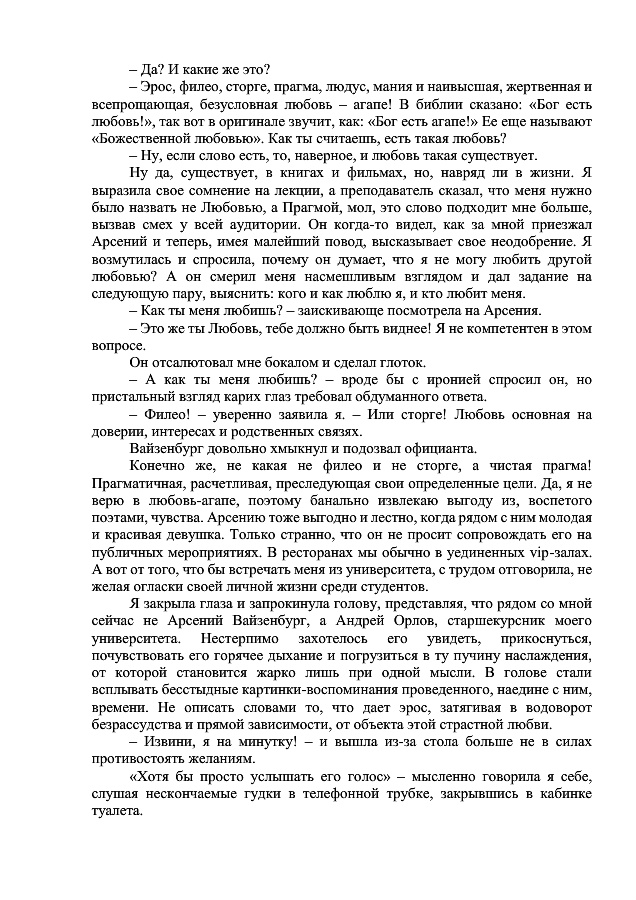 – Да? И какие же это?
– Эрос, филео, сторге, прагма, людус, мания и наивысшая, жертвенная и
всепрощающая, безусловная любовь – агапе! В библии сказано: «Бог есть
любовь!», так вот в оригинале звучит, как: «Бог есть агапе!» Ее еще называют
«Божественной любовью». Как ты считаешь, есть такая любовь?
– Ну, если слово есть, то, наверное, и любовь такая существует.
Ну да, существует, в книгах и фильмах, но, навряд ли в жизни. Я
выразила свое сомнение на лекции, а преподаватель сказал, что меня нужно
было назвать не Любовью, а Прагмой, мол, это слово подходит мне больше,
вызвав смех у всей аудитории. Он когда-то видел, как за мной приезжал
Арсений и теперь, имея малейший повод, высказывает свое неодобрение. Я
возмутилась и спросила, почему он думает, что я не могу любить другой
любовью? А он смерил меня насмешливым взглядом и дал задание на
следующую пару, выяснить: кого и как люблю я, и кто любит меня.
– Как ты меня любишь? – заискивающе посмотрела на Арсения.
– Это же ты Любовь, тебе должно быть виднее! Я не компетентен в этом
вопросе.
Он отсалютовал мне бокалом и сделал глоток.
– А как ты меня любишь? – вроде бы с иронией спросил он, но
пристальный взгляд карих глаз требовал обдуманного ответа.
– Филео! – уверенно заявила я. – Или сторге! Любовь основная на
доверии, интересах и родственных связях.
Вайзенбург довольно хмыкнул и подозвал официанта.
Конечно же, не какая не филео и не сторге, а чистая прагма!
Прагматичная, расчетливая, преследующая свои определенные цели. Да, я не
верю в любовь-агапе, поэтому банально извлекаю выгоду из, воспетого
поэтами, чувства. Арсению тоже выгодно и лестно, когда рядом с ним молодая
и красивая девушка. Только странно, что он не просит сопровождать его на
публичных мероприятиях. В ресторанах мы обычно в уединенных vip-залах.
А вот от того, что бы встречать меня из университета, с трудом отговорила, не
желая огласки своей личной жизни среди студентов.
Я закрыла глаза и запрокинула голову, представляя, что рядом со мной
сейчас не Арсений Вайзенбург, а Андрей Орлов, старшекурсник моего
университета. Нестерпимо захотелось его увидеть, прикоснуться,
почувствовать его горячее дыхание и погрузиться в ту пучину наслаждения,
от которой становится жарко лишь при одной мысли. В голове стали
всплывать бесстыдные картинки-воспоминания проведенного, наедине с ним,
времени. Не описать словами то, что дает эрос, затягивая в водоворот
безрассудства и прямой зависимости, от объекта этой страстной любви.
– Извини, я на минутку! – и вышла из-за стола больше не в силах
противостоять желаниям.
«Хотя бы просто услышать его голос» – мысленно говорила я себе,
слушая нескончаемые гудки в телефонной трубке, закрывшись в кабинке
туалета.